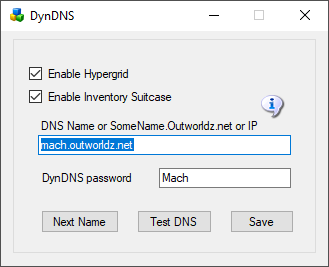 DynDNS
Enable Hypergrid
Enable Inventory Suitcase
DNS Name or SomeName.Outworldz.net or IP
mach.outworldz.net
DynDNS password Mach
Next Name Test DNS Save